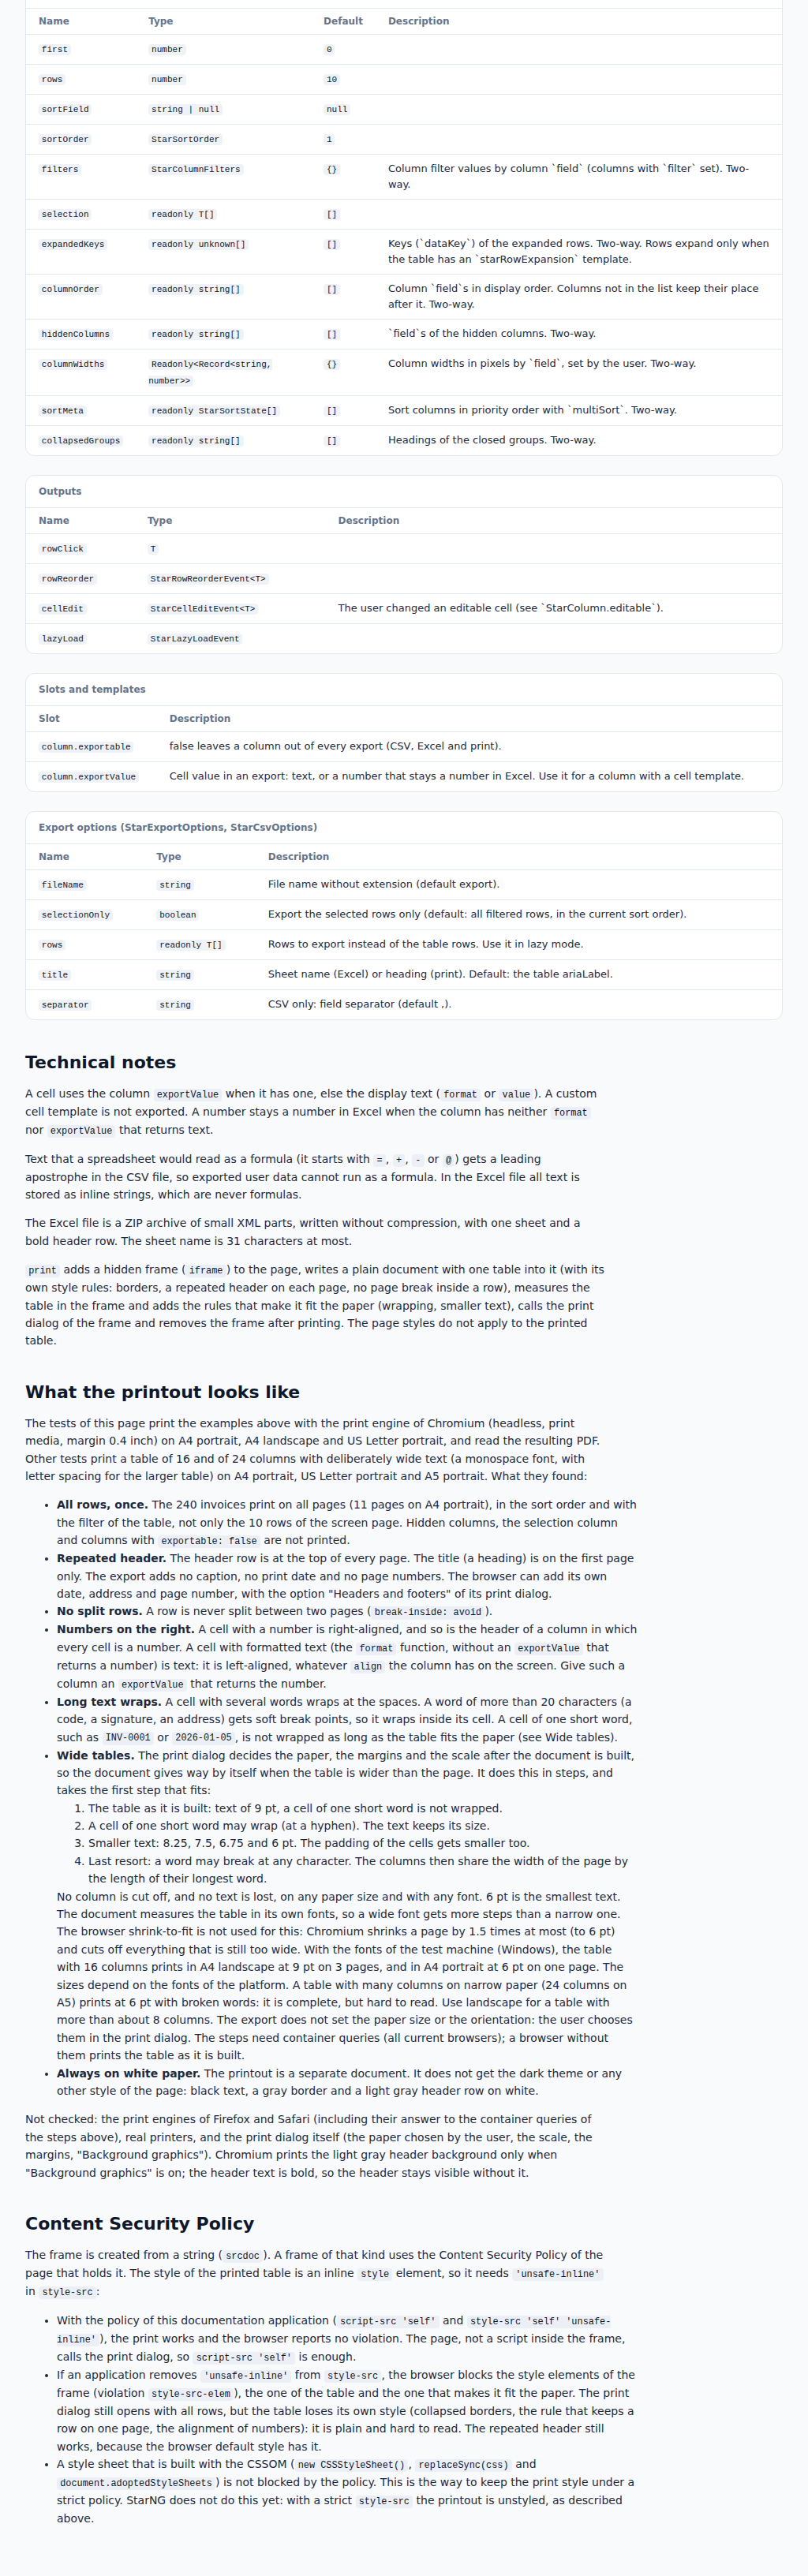 Name Type Default Description
first number 0
rows number 10
sortField string | null null
sortOrder StarSortOrder 1
filters StarColumnFilters {} Column filter values by column `field` (columns with `filter` set). Two-
way.
selection readonly T[] []
expandedKeys readonly unknown[] [] Keys (`dataKey`) of the expanded rows. Two-way. Rows expand only when
the table has an `starRowExpansion` template.
columnOrder readonly string[] [] Column `field`s in display order. Columns not in the list keep their place
after it. Two-way.
hiddenColumns readonly string[] [] `field`s of the hidden columns. Two-way.
columnWidths Readonly<Record<string, {} Column widths in pixels by `field`, set by the user. Two-way.
number>>
sortMeta readonly StarSortState[] [] Sort columns in priority order with `multiSort`. Two-way.
collapsedGroups readonly string[] [] Headings of the closed groups. Two-way.
Outputs
Name Type Description
rowClick T
rowReorder StarRowReorderEvent<T>
cellEdit StarCellEditEvent<T> The user changed an editable cell (see `StarColumn.editable`).
lazyLoad StarLazyLoadEvent
Slots and templates
Slot Description
column.exportable false leaves a column out of every export (CSV, Excel and print).
column.exportValue Cell value in an export: text, or a number that stays a number in Excel. Use it for a column with a cell template.
Export options (StarExportOptions, StarCsvOptions)
Name Type Description
fileName string File name without extension (default export).
selectionOnly boolean Export the selected rows only (default: all filtered rows, in the current sort order).
rows readonly T[] Rows to export instead of the table rows. Use it in lazy mode.
title string Sheet name (Excel) or heading (print). Default: the table ariaLabel.
separator string CSV only: field separator (default ,).
Technical notes
A cell uses the column exportValue when it has one, else the display text ( format or value ). A custom
cell template is not exported. A number stays a number in Excel when the column has neither format
nor exportValue that returns text.
Text that a spreadsheet would read as a formula (it starts with = , + , - or @ ) gets a leading
apostrophe in the CSV file, so exported user data cannot run as a formula. In the Excel file all text is
stored as inline strings, which are never formulas.
The Excel file is a ZIP archive of small XML parts, written without compression, with one sheet and a
bold header row. The sheet name is 31 characters at most.
print adds a hidden frame ( iframe ) to the page, writes a plain document with one table into it (with its
own style rules: borders, a repeated header on each page, no page break inside a row), measures the
table in the frame and adds the rules that make it fit the paper (wrapping, smaller text), calls the print
dialog of the frame and removes the frame after printing. The page styles do not apply to the printed
table.
What the printout looks like
The tests of this page print the examples above with the print engine of Chromium (headless, print
media, margin 0.4 inch) on A4 portrait, A4 landscape and US Letter portrait, and read the resulting PDF.
Other tests print a table of 16 and of 24 columns with deliberately wide text (a monospace font, with
letter spacing for the larger table) on A4 portrait, US Letter portrait and A5 portrait. What they found:
• All rows, once. The 240 invoices print on all pages (11 pages on A4 portrait), in the sort order and with
the filter of the table, not only the 10 rows of the screen page. Hidden columns, the selection column
and columns with exportable: false are not printed.
• Repeated header. The header row is at the top of every page. The title (a heading) is on the first page
only. The export adds no caption, no print date and no page numbers. The browser can add its own
date, address and page number, with the option "Headers and footers" of its print dialog.
• No split rows. A row is never split between two pages ( break-inside: avoid ).
• Numbers on the right. A cell with a number is right-aligned, and so is the header of a column in which
every cell is a number. A cell with formatted text (the format function, without an exportValue that
returns a number) is text: it is left-aligned, whatever align the column has on the screen. Give such a
column an exportValue that returns the number.
• Long text wraps. A cell with several words wraps at the spaces. A word of more than 20 characters (a
code, a signature, an address) gets soft break points, so it wraps inside its cell. A cell of one short word,
such as INV-0001 or 2026-01-05 , is not wrapped as long as the table fits the paper (see Wide tables).
• Wide tables. The print dialog decides the paper, the margins and the scale after the document is built,
so the document gives way by itself when the table is wider than the page. It does this in steps, and
takes the first step that fits:
1. The table as it is built: text of 9 pt, a cell of one short word is not wrapped.
2. A cell of one short word may wrap (at a hyphen). The text keeps its size.
3. Smaller text: 8.25, 7.5, 6.75 and 6 pt. The padding of the cells gets smaller too.
4. Last resort: a word may break at any character. The columns then share the width of the page by
the length of their longest word.
No column is cut off, and no text is lost, on any paper size and with any font. 6 pt is the smallest text.
The document measures the table in its own fonts, so a wide font gets more steps than a narrow one.
The browser shrink-to-fit is not used for this: Chromium shrinks a page by 1.5 times at most (to 6 pt)
and cuts off everything that is still too wide. With the fonts of the test machine (Windows), the table
with 16 columns prints in A4 landscape at 9 pt on 3 pages, and in A4 portrait at 6 pt on one page. The
sizes depend on the fonts of the platform. A table with many columns on narrow paper (24 columns on
A5) prints at 6 pt with broken words: it is complete, but hard to read. Use landscape for a table with
more than about 8 columns. The export does not set the paper size or the orientation: the user chooses
them in the print dialog. The steps need container queries (all current browsers); a browser without
them prints the table as it is built.
• Always on white paper. The printout is a separate document. It does not get the dark theme or any
other style of the page: black text, a gray border and a light gray header row on white.
Not checked: the print engines of Firefox and Safari (including their answer to the container queries of
the steps above), real printers, and the print dialog itself (the paper chosen by the user, the scale, the
margins, "Background graphics"). Chromium prints the light gray header background only when
"Background graphics" is on; the header text is bold, so the header stays visible without it.
Content Security Policy
The frame is created from a string ( srcdoc ). A frame of that kind uses the Content Security Policy of the
page that holds it. The style of the printed table is an inline style element, so it needs 'unsafe-inline'
in style-src :
• With the policy of this documentation application ( script-src 'self' and style-src 'self' 'unsafe-
inline' ), the print works and the browser reports no violation. The page, not a script inside the frame,
calls the print dialog, so script-src 'self' is enough.
• If an application removes 'unsafe-inline' from style-src , the browser blocks the style elements of the
frame (violation style-src-elem ), the one of the table and the one that makes it fit the paper. The print
dialog still opens with all rows, but the table loses its own style (collapsed borders, the rule that keeps a
row on one page, the alignment of numbers): it is plain and hard to read. The repeated header still
works, because the browser default style has it.
• A style sheet that is built with the CSSOM ( new CSSStyleSheet() , replaceSync(css) and
document.adoptedStyleSheets ) is not blocked by the policy. This is the way to keep the print style under a
strict policy. StarNG does not do this yet: with a strict style-src the printout is unstyled, as described
above.